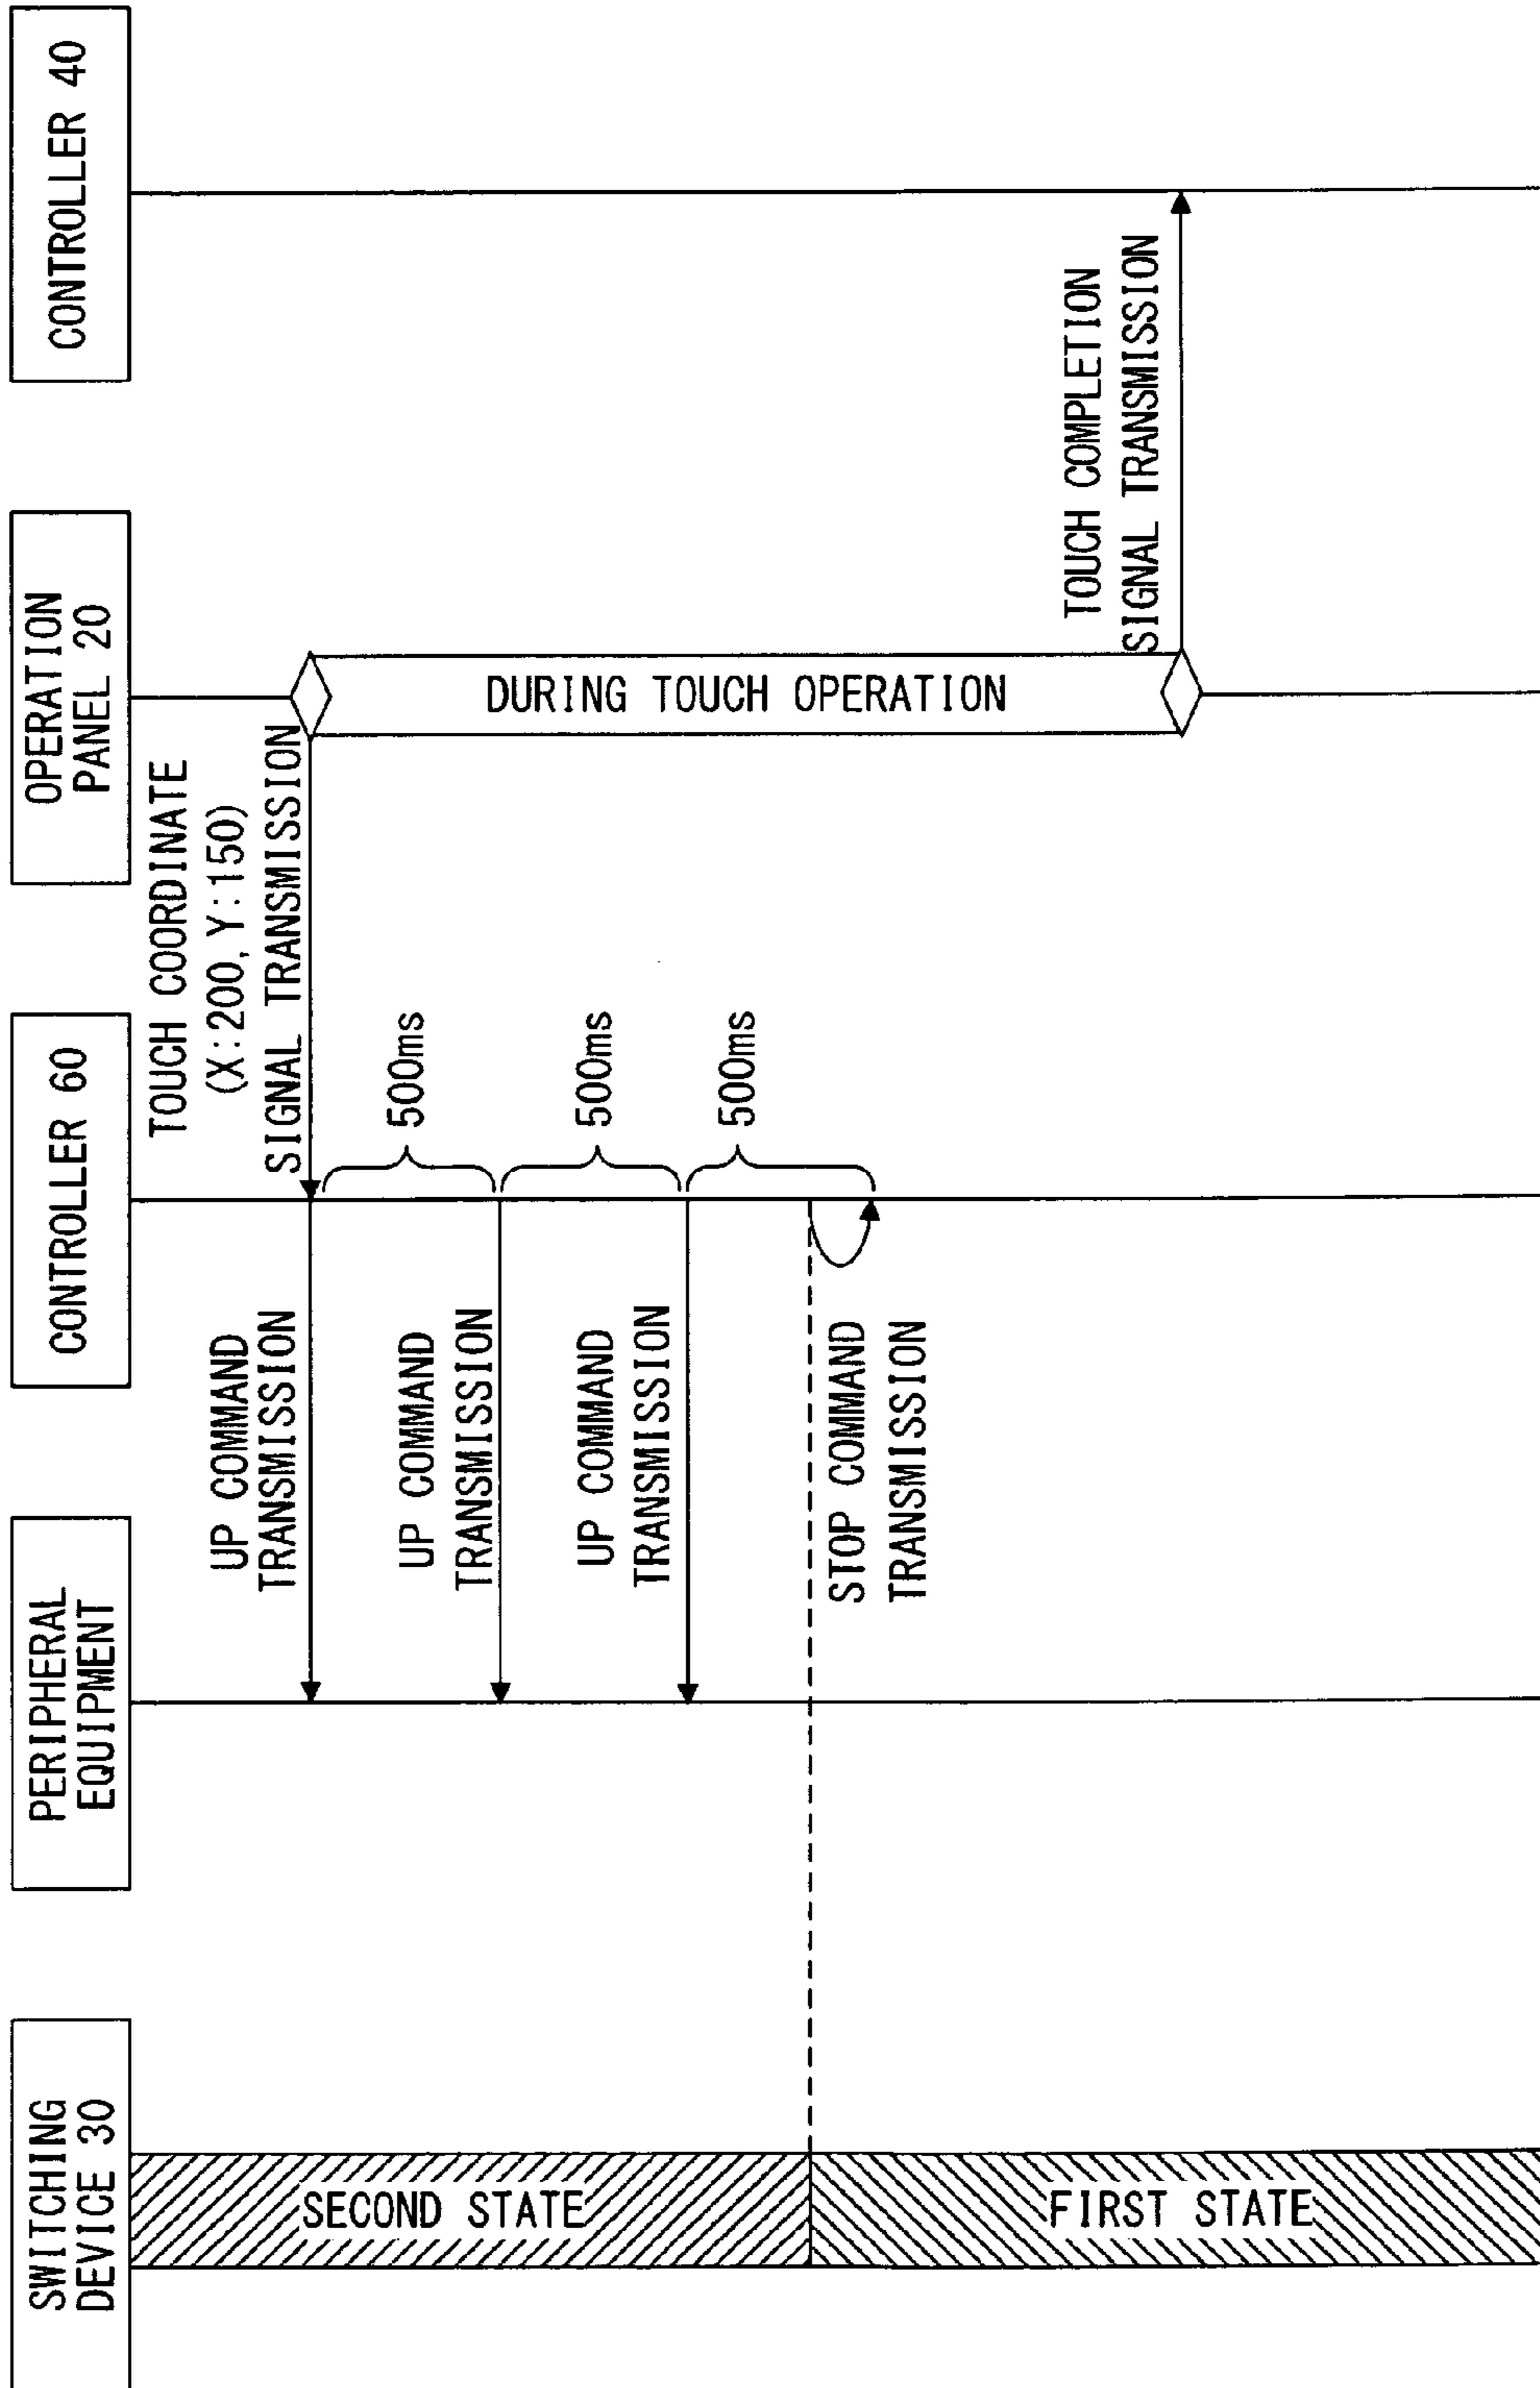 SWITCHING
DEVICE 30
PERIPHERAL
EQUIPMENT
CONTROLLER 60
OPERATION
PANEL 20
CONTROLLER 40
TOUCH COORDINATE
(X:200, Y:150)
SIGNAL TRANSMISSION
UP COMMAND
TRANSMISSION
500ms
UP COMMAND
TRANSMISSION
500ms
UP COMMAND
TRANSMISSION
500ms
STOP COMMAND
TRANSMISSION
DURING TOUCH OPERATION
TOUCH COMPLETION
SIGNAL TRANSMISSION
SECOND STATE
FIRST STATE